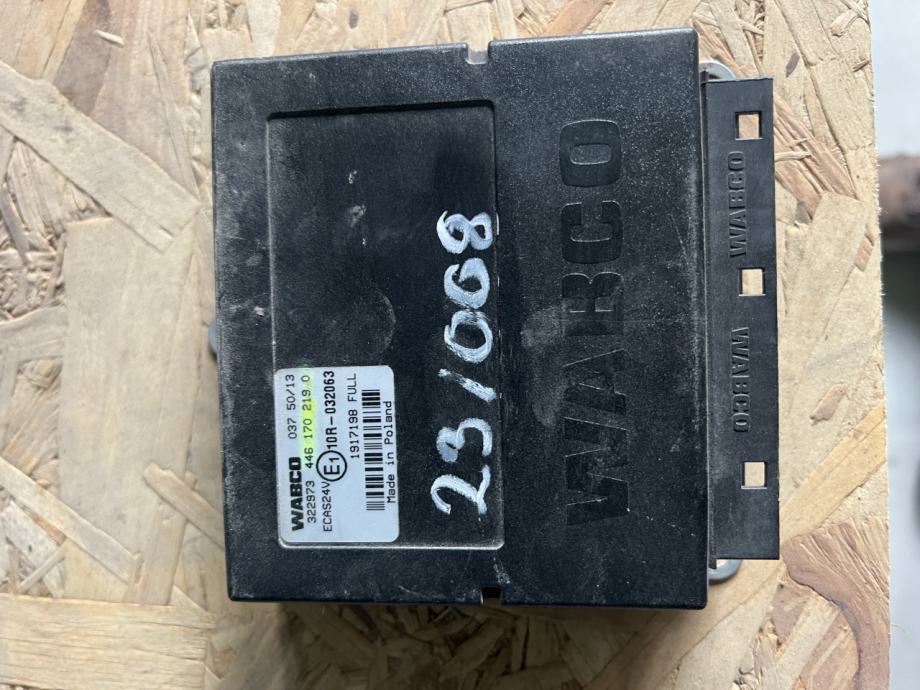 WABCO 037 50/13
322973 446 170 219 0
ECAS24V E1 10R-032063
1917198 FULL
Made in Poland
23/008
WABCO
WABCO WABCO